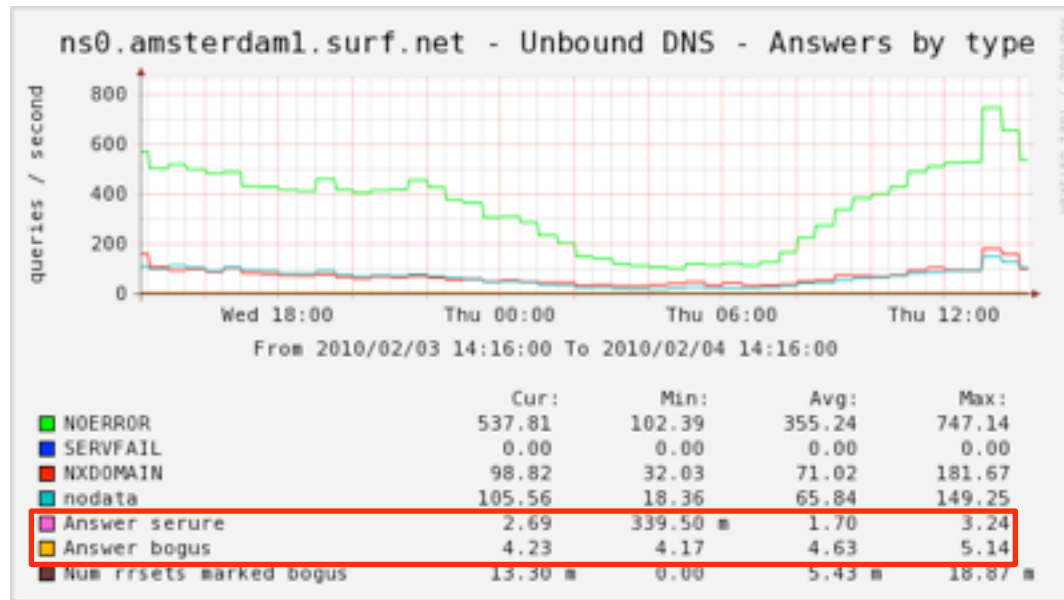 ns0.amsterdam1.surf.net - Unbound DNS - Answers by type
queries / second
800
600
400
200
0
Wed 18:00 Thu 00:00 Thu 06:00 Thu 12:00
From 2010/02/03 14:16:00 To 2010/02/04 14:16:00
Cur: Min: Avg: Max:
NOERROR 537.81 102.39 355.24 747.14
SERVFAIL 0.00 0.00 0.00 0.00
NXDOMAIN 98.82 32.03 71.02 181.67
nodata 105.56 18.36 65.84 149.25
Answer serure 2.69 339.50 m 1.70 3.24
Answer bogus 4.23 4.17 4.63 5.14
Num rrsets marked bogus 13.30 m 0.00 5.43 m 18.87 m